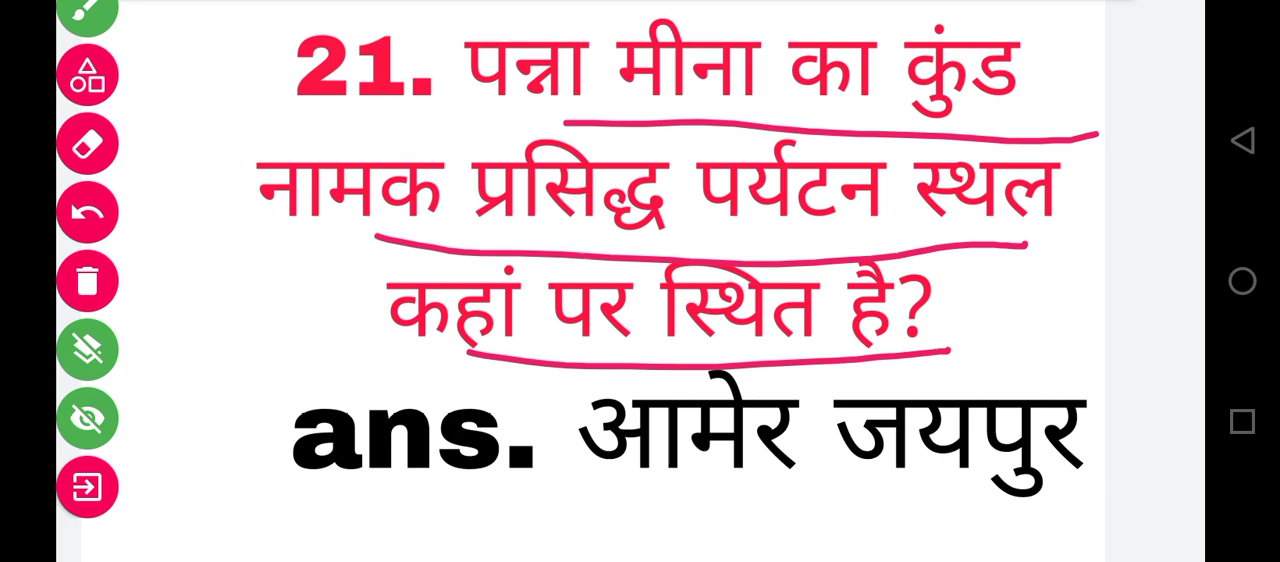 21. पन्ना मीना का कुंड
नामक प्रसिद्ध पर्यटन स्थल
कहां पर स्थित है?
ans. आमेर जयपुर